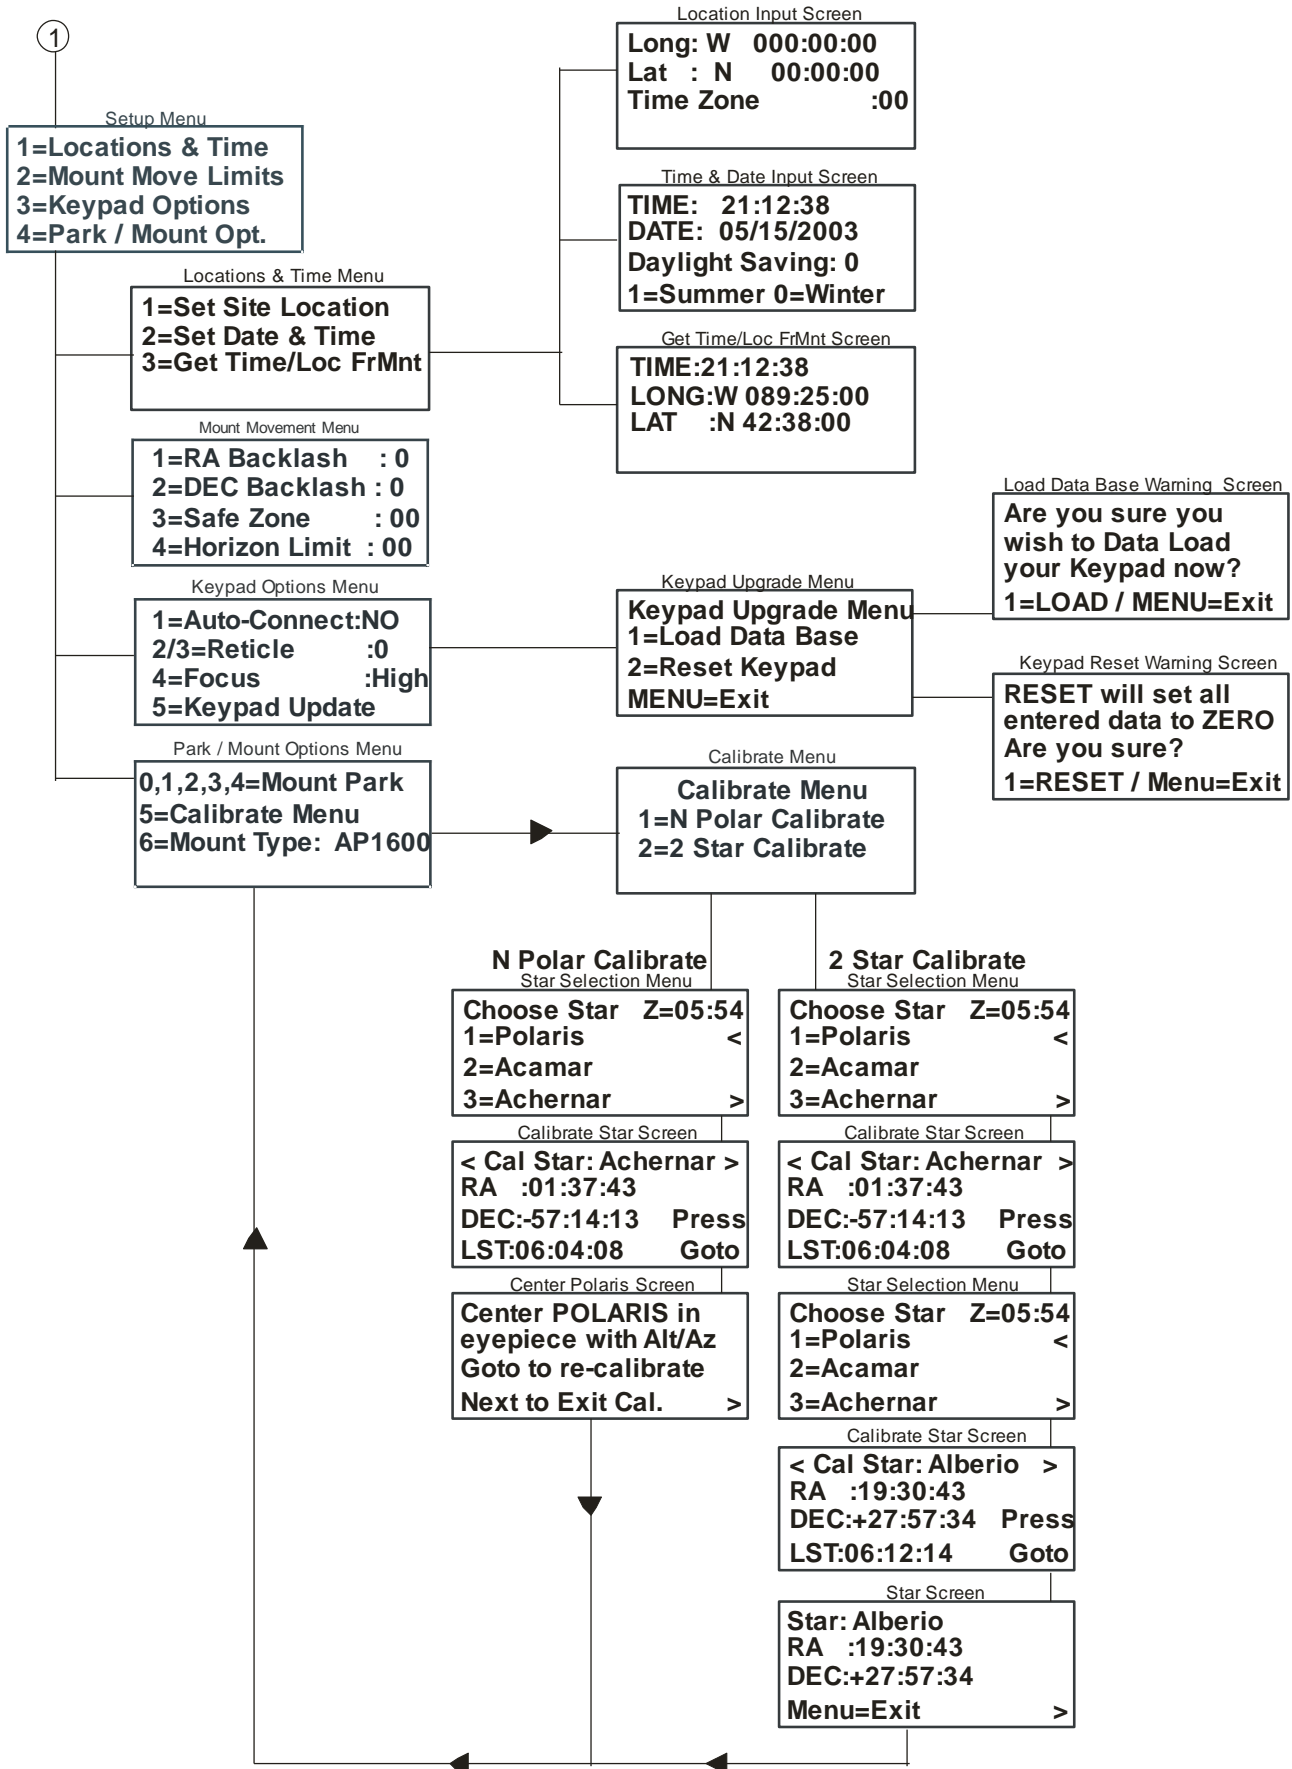 1
Setup Menu
1=Locations & Time
2=Mount Move Limits
3=Keypad Options
4=Park / Mount Opt.
Location Input Screen
Long: W 000:00:00
Lat : N 00:00:00
Time Zone :00
Time & Date Input Screen
TIME: 21:12:38
DATE: 05/15/2003
Daylight Saving: 0
1=Summer 0=Winter
Locations & Time Menu
1=Set Site Location
2=Set Date & Time
3=Get Time/Loc FrMnt
Get Time/Loc FrMnt Screen
TIME:21:12:38
LONG:W 089:25:00
LAT :N 42:38:00
Mount Movement Menu
1=RA Backlash : 0
2=DEC Backlash : 0
3=Safe Zone : 00
4=Horizon Limit : 00
Keypad Options Menu
1=Auto-Connect:NO
2/3=Reticle :0
4=Focus :High
5=Keypad Update
Keypad Upgrade Menu
Keypad Upgrade Menu
1=Load Data Base
2=Reset Keypad
MENU=Exit
Load Data Base Warning Screen
Are you sure you
wish to Data Load
your Keypad now?
1=LOAD / MENU=Exit
Keypad Reset Warning Screen
RESET will set all
entered data to ZERO
Are you sure?
1=RESET / Menu=Exit
Park / Mount Options Menu
0,1,2,3,4=Mount Park
5=Calibrate Menu
6=Mount Type: AP1600
Calibrate Menu
Calibrate Menu
1=N Polar Calibrate
2=2 Star Calibrate
N Polar Calibrate
Star Selection Menu
Choose Star Z=05:54
1=Polaris <
2=Acamar
3=Achernar >
Calibrate Star Screen
< Cal Star: Achernar >
RA :01:37:43
DEC:-57:14:13 Press
LST:06:04:08 Goto
Center Polaris Screen
Center POLARIS in
eyepiece with Alt/Az
Goto to re-calibrate
Next to Exit Cal. >
2 Star Calibrate
Star Selection Menu
Choose Star Z=05:54
1=Polaris <
2=Acamar
3=Achernar >
Calibrate Star Screen
< Cal Star: Achernar >
RA :01:37:43
DEC:-57:14:13 Press
LST:06:04:08 Goto
Star Selection Menu
Choose Star Z=05:54
1=Polaris <
2=Acamar
3=Achernar >
Calibrate Star Screen
< Cal Star: Alberio >
RA :19:30:43
DEC:+27:57:34 Press
LST:06:12:14 Goto
Star Screen
Star: Alberio
RA :19:30:43
DEC:+27:57:34
Menu=Exit >